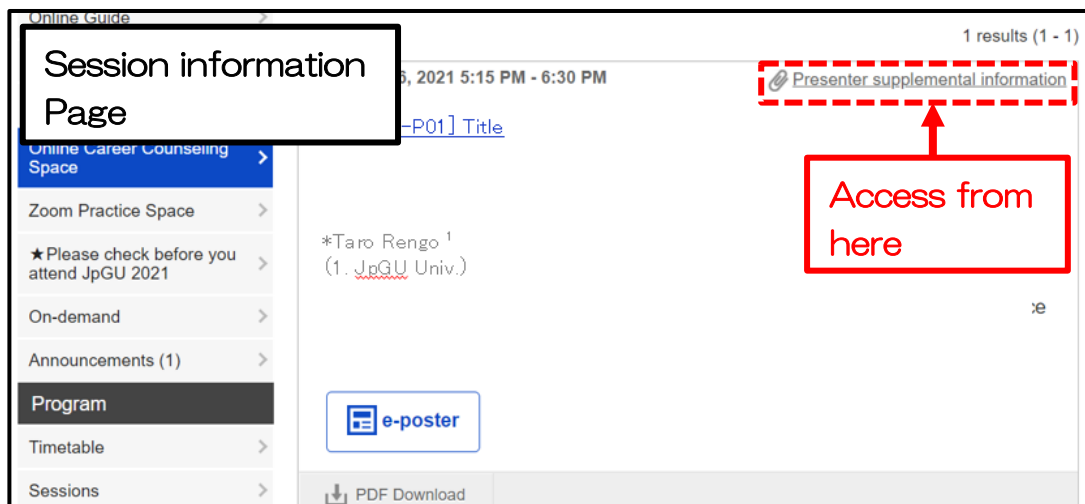 Online Guide
Session information
Page
Online Career Counseling
Space
Zoom Practice Space
★Please check before you
attend JpGU 2021
On-demand
Announcements (1)
Program
Timetable
Sessions
1 results (1 - 1)
, 2021 5:15 PM - 6:30 PM
Presenter supplemental information
-P01] Title
Access from
here
*Taro Rengo 1
(1. JpGU Univ.)
e-poster
PDF Download